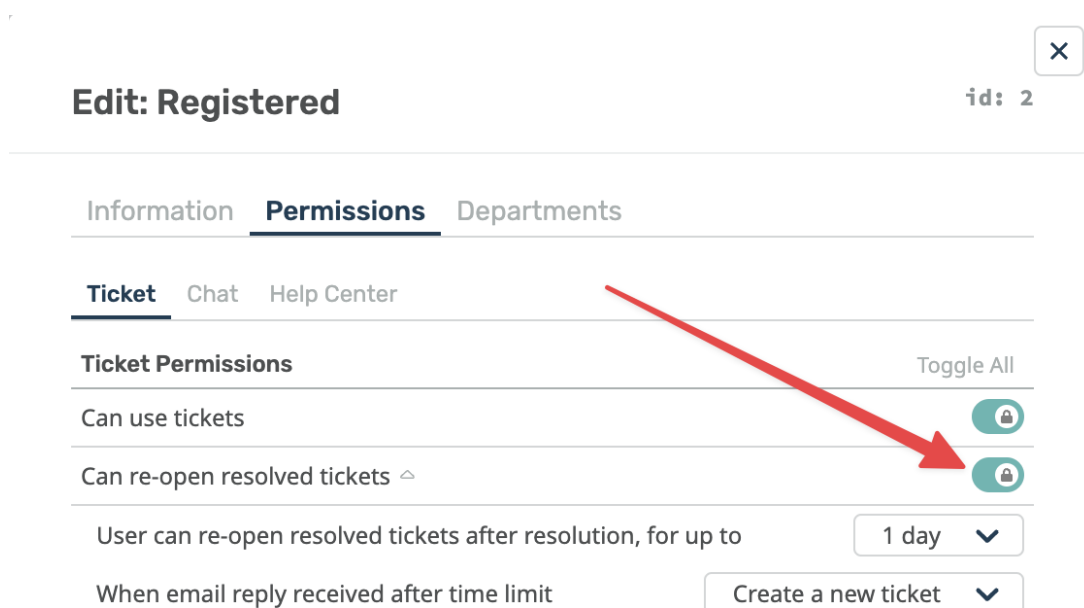 Edit: Registered
id: 2
Information Permissions Departments
Ticket Chat Help Center
Ticket Permissions Toggle All
Can use tickets
Can re-open resolved tickets
User can re-open resolved tickets after resolution, for up to 1 day
When email reply received after time limit Create a new ticket